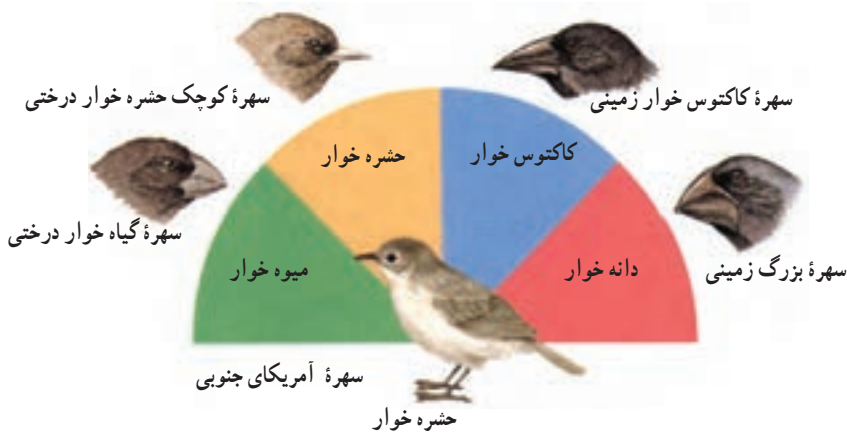 سهرهٔ کوچک حشره خوار درختی
سهرهٔ کاکتوس خوار زمینی
حشره خوار
کاکتوس خوار
سهرهٔ گیاه خوار درختی
سهرهٔ بزرگ زمینی
میوه خوار
دانه خوار
سهرهٔ آمریکای جنوبی
حشره خوار